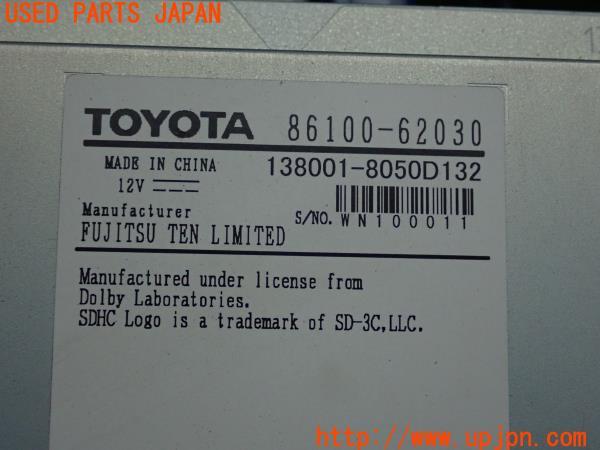 USED PARTS JAPAN
TOYOTA 86100-62030
MADE IN CHINA 138001-8050D132
12V
Manufacturer S/NO. WN100011
FUJITSU TEN LIMITED
Manufactured under license from
Dolby Laboratories.
SDHC Logo is a trademark of SD-3C,LLC.
(C)UPJ
http://www.upjpn.com